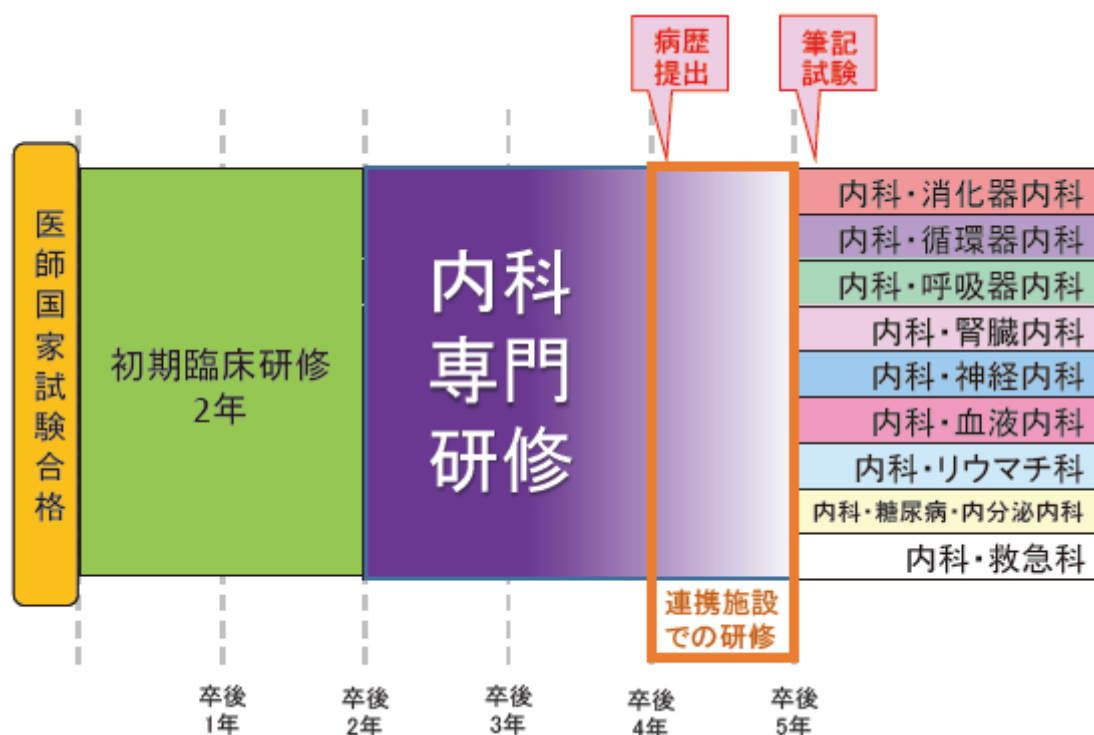 病歴
提出
筆記
試験
医師国家試験合格
初期臨床研修
2年
内科
専門
研修
内科・消化器内科
内科・循環器内科
内科・呼吸器内科
内科・腎臓内科
内科・神経内科
内科・血液内科
内科・リウマチ科
内科・糖尿病・内分泌内科
内科・救急科
連携施設
での研修
卒後
1年
卒後
2年
卒後
3年
卒後
4年
卒後
5年